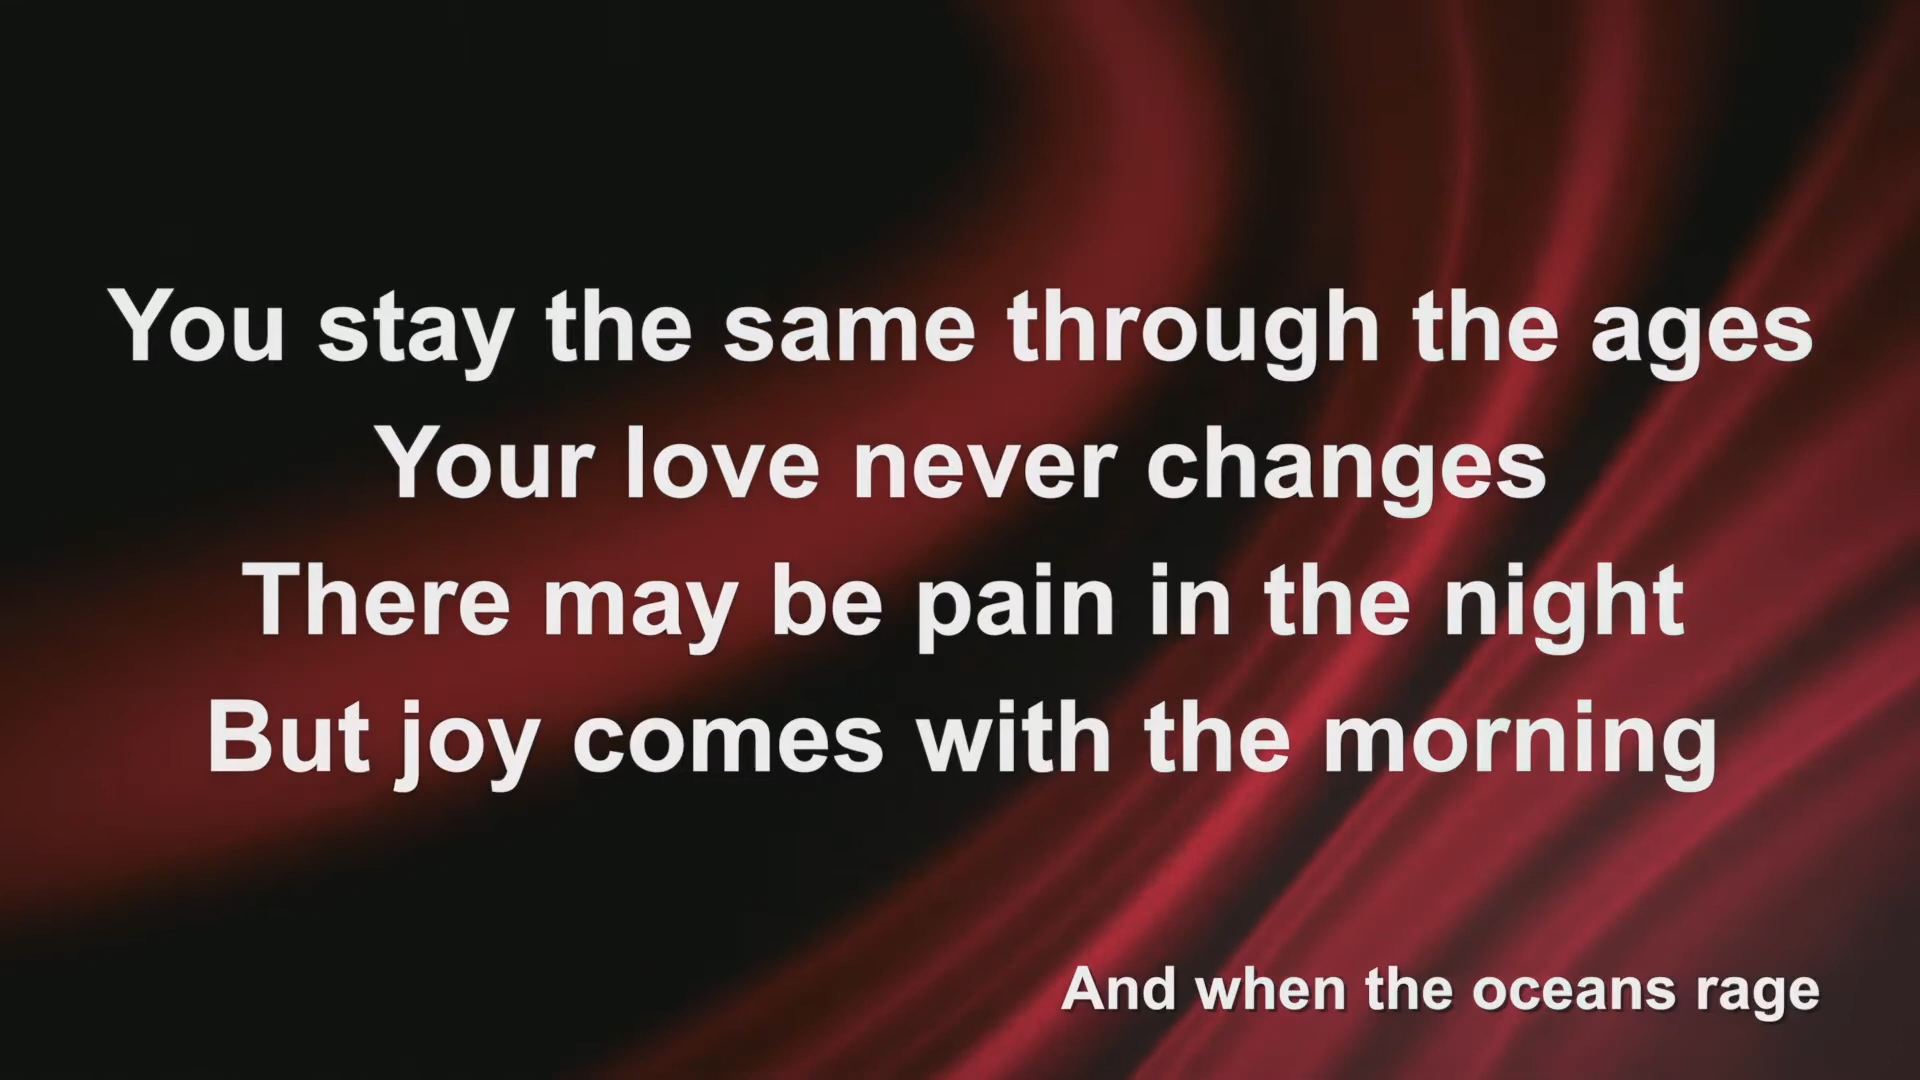 You stay the same through the ages
Your love never changes
There may be pain in the night
But joy comes with the morning
And when the oceans rage